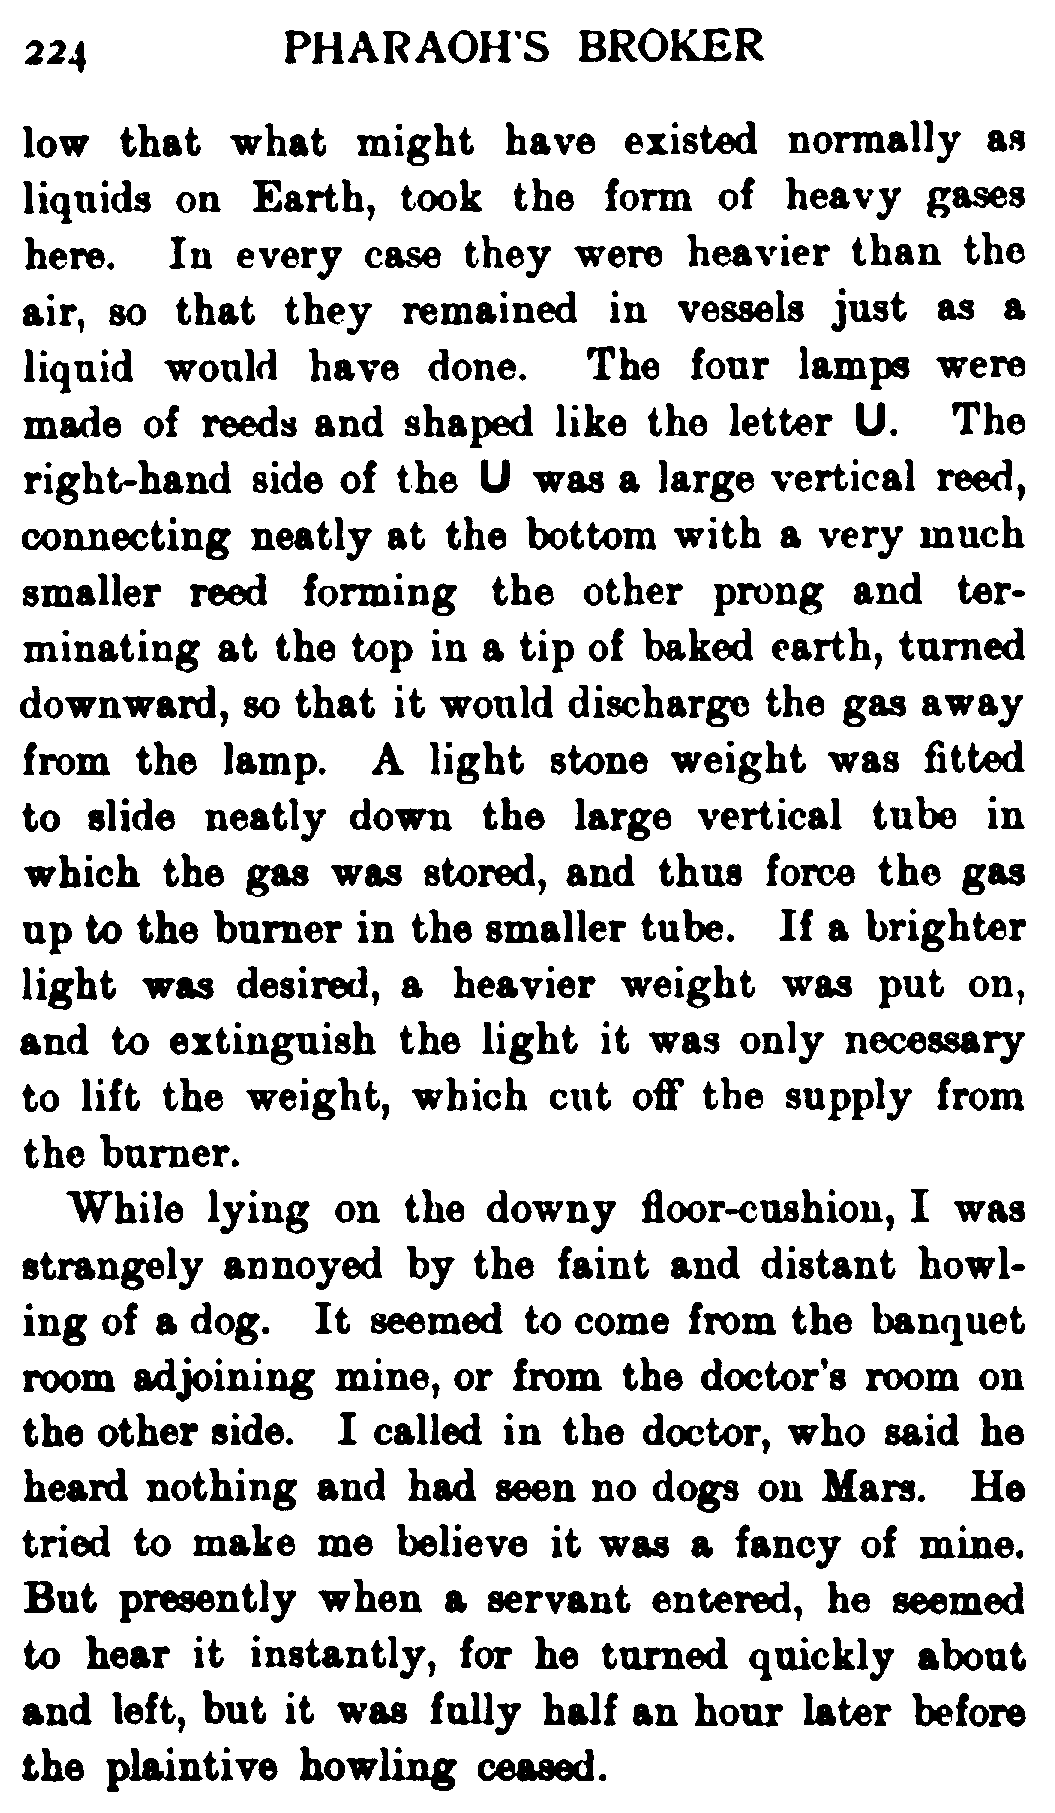 224 PHARAOH'S BROKER
low that what might have existed normally as
liquids on Earth, took the form of heavy gases
here. In every case they were heavier than the
air, so that they remained in vessels just as a
liquid would have done. The four lamps were
made of reeds and shaped like the letter U. The
right-hand side of the U was a large vertical reed,
connecting neatly at the bottom with a very much
smaller reed forming the other prong and ter-
minating at the top in a tip of baked earth, turned
downward, so that it would discharge the gas away
from the lamp. A light stone weight was fitted
to slide neatly down the large vertical tube in
which the gas was stored, and thus force the gas
up to the burner in the smaller tube. If a brighter
light was desired, a heavier weight was put on,
and to extinguish the light it was only necessary
to lift the weight, which cut off the supply from
the burner.
While lying on the downy floor-cushion, I was
strangely annoyed by the faint and distant howl-
ing of a dog. It seemed to come from the banquet
room adjoining mine, or from the doctor's room on
the other side. I called in the doctor, who said he
heard nothing and had seen no dogs on Mars. He
tried to make me believe it was a fancy of mine.
But presently when a servant entered, he seemed
to hear it instantly, for he turned quickly about
and left, but it was fully half an hour later before
the plaintive howling ceased.